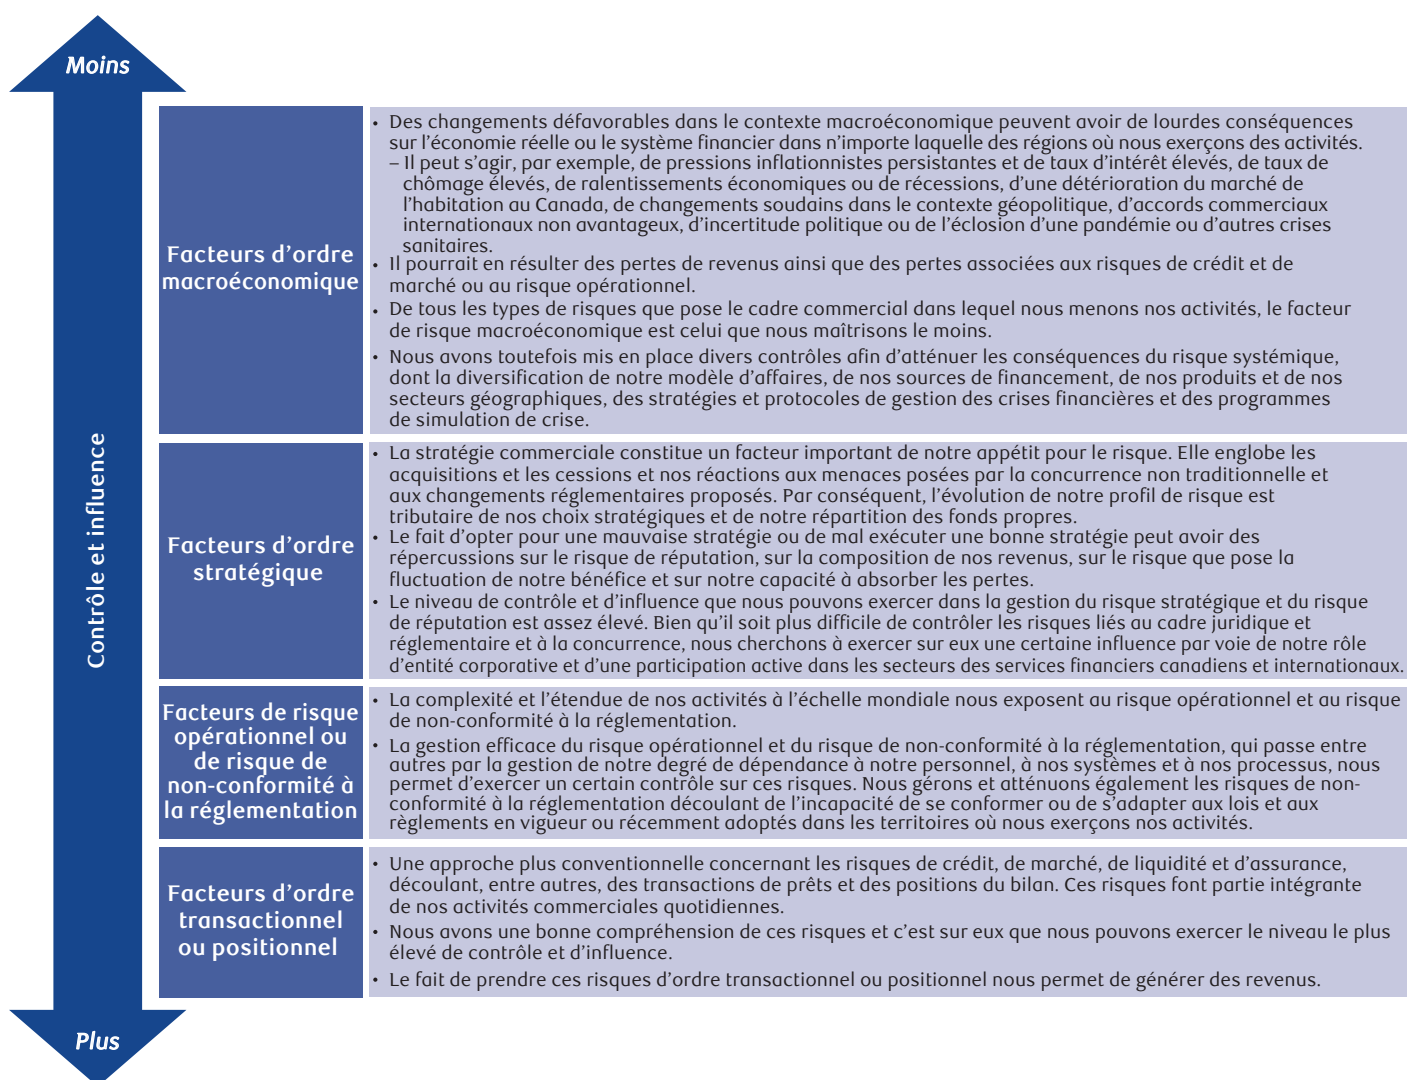 Moins
Contrôle et influence
Facteurs d’ordre
macroéconomique
• Des changements défavorables dans le contexte macroéconomique peuvent avoir de lourdes conséquences
sur l’économie réelle ou le système financier dans n’importe laquelle des régions où nous exerçons des activités.
– Il peut s’agir, par exemple, de pressions inflationnistes persistantes et de taux d’intérêt élevés, de taux de
chômage élevés, de ralentissements économiques ou de récessions, d’une détérioration du marché de
l’habitation au Canada, de changements soudains dans le contexte géopolitique, d’accords commerciaux
internationaux non avantageux, d’incertitude politique ou de l’éclosion d’une pandémie ou d’autres crises
sanitaires.
• Il pourrait en résulter des pertes de revenus ainsi que des pertes associées aux risques de crédit et de
marché ou au risque opérationnel.
• De tous les types de risques que pose le cadre commercial dans lequel nous menons nos activités, le facteur
de risque macroéconomique est celui que nous maîtrisons le moins.
• Nous avons toutefois mis en place divers contrôles afin d’atténuer les conséquences du risque systémique,
dont la diversification de notre modèle d’affaires, de nos sources de financement, de nos produits et de nos
secteurs géographiques, des stratégies et protocoles de gestion des crises financières et des programmes
de simulation de crise.
Facteurs d’ordre
stratégique
• La stratégie commerciale constitue un facteur important de notre appétit pour le risque. Elle englobe les
acquisitions et les cessions et nos réactions aux menaces posées par la concurrence non traditionnelle et
aux changements réglementaires proposés. Par conséquent, l’évolution de notre profil de risque est
tributaire de nos choix stratégiques et de notre répartition des fonds propres.
• Le fait d’opter pour une mauvaise stratégie ou de mal exécuter une bonne stratégie peut avoir des
répercussions sur le risque de réputation, sur la composition de nos revenus, sur le risque que pose la
fluctuation de notre bénéfice et sur notre capacité à absorber les pertes.
• Le niveau de contrôle et d’influence que nous pouvons exercer dans la gestion du risque stratégique et du risque
de réputation est assez élevé. Bien qu’il soit plus difficile de contrôler les risques liés au cadre juridique et
réglementaire et à la concurrence, nous cherchons à exercer sur eux une certaine influence par voie de notre rôle
d’entité corporative et d’une participation active dans les secteurs des services financiers canadiens et internationaux.
Facteurs de risque
opérationnel ou
de risque de
non-conformité à
la réglementation
• La complexité et l’étendue de nos activités à l’échelle mondiale nous exposent au risque opérationnel et au risque
de non-conformité à la réglementation.
• La gestion efficace du risque opérationnel et du risque de non-conformité à la réglementation, qui passe entre
autres par la gestion de notre degré de dépendance à notre personnel, à nos systèmes et à nos processus, nous
permet d’exercer un certain contrôle sur ces risques. Nous gérons et atténuons également les risques de non-
conformité à la réglementation découlant de l’incapacité de se conformer ou de s’adapter aux lois et aux
règlements en vigueur ou récemment adoptés dans les territoires où nous exerçons nos activités.
Facteurs d’ordre
transactionnel
ou positionnel
• Une approche plus conventionnelle concernant les risques de crédit, de marché, de liquidité et d’assurance,
découlant, entre autres, des transactions de prêts et des positions du bilan. Ces risques font partie intégrante
de nos activités commerciales quotidiennes.
• Nous avons une bonne compréhension de ces risques et c’est sur eux que nous pouvons exercer le niveau le plus
élevé de contrôle et d’influence.
• Le fait de prendre ces risques d’ordre transactionnel ou positionnel nous permet de générer des revenus.
Plus